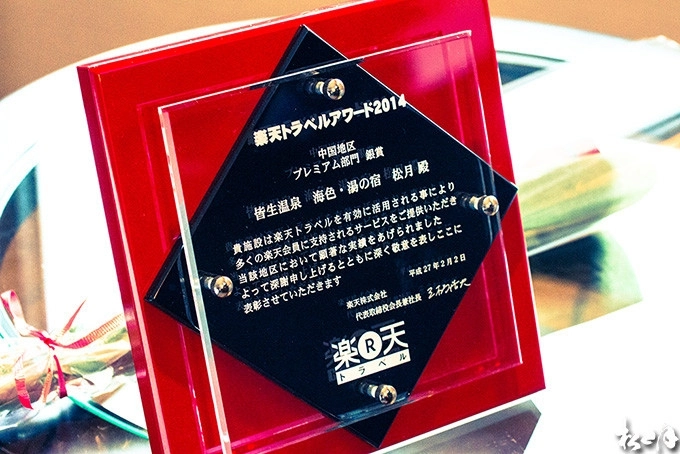 楽天トラベルアワード2014
中国地区
プレミアム部門 銀賞
皆生温泉 海色・湯の宿 松月 殿
貴施設は楽天トラベルを有効に活用される事により
多くの楽天会員に支持されるサービスをご提供いただき
当該地区において顕著な実績をあげられました
よって深謝申し上げるとともに深く敬意を表しここに
表彰させていただきます
平成27年2月2日
楽天株式会社
代表取締役会長兼社長
楽R天
トラベル